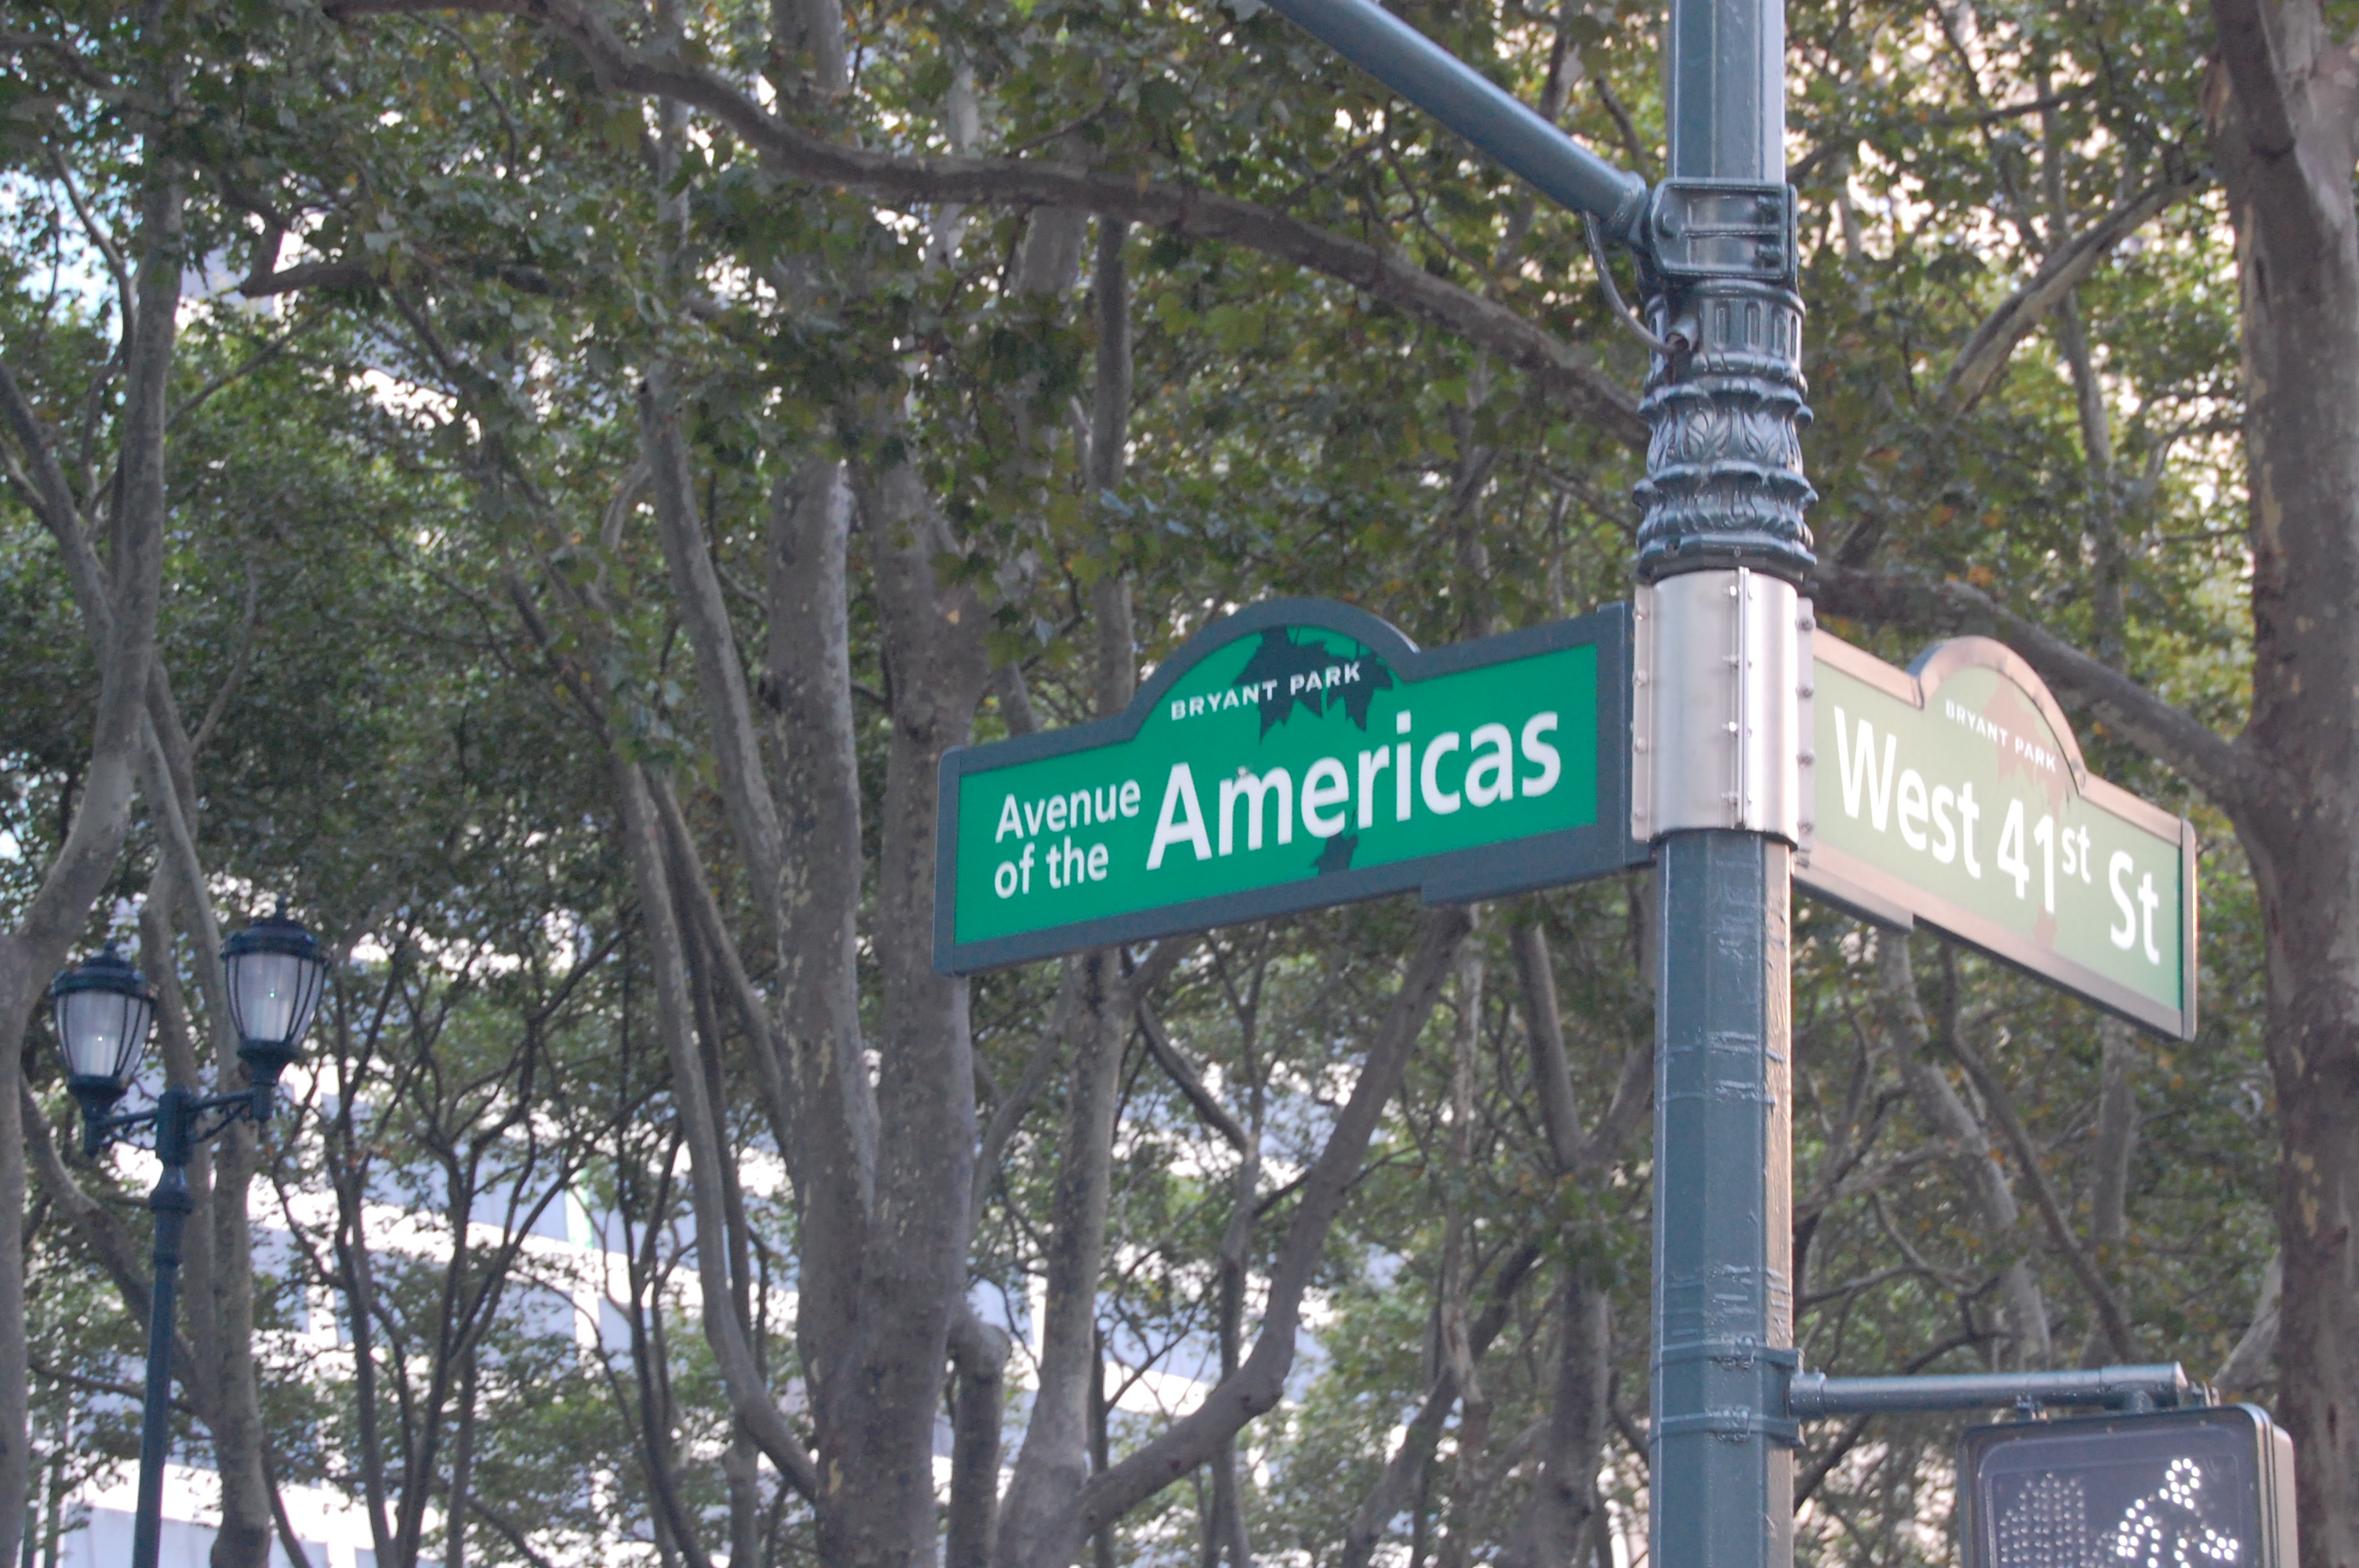 BRYANT PARK
Avenue
of the Americas
BRYANT PARK
West 41st St